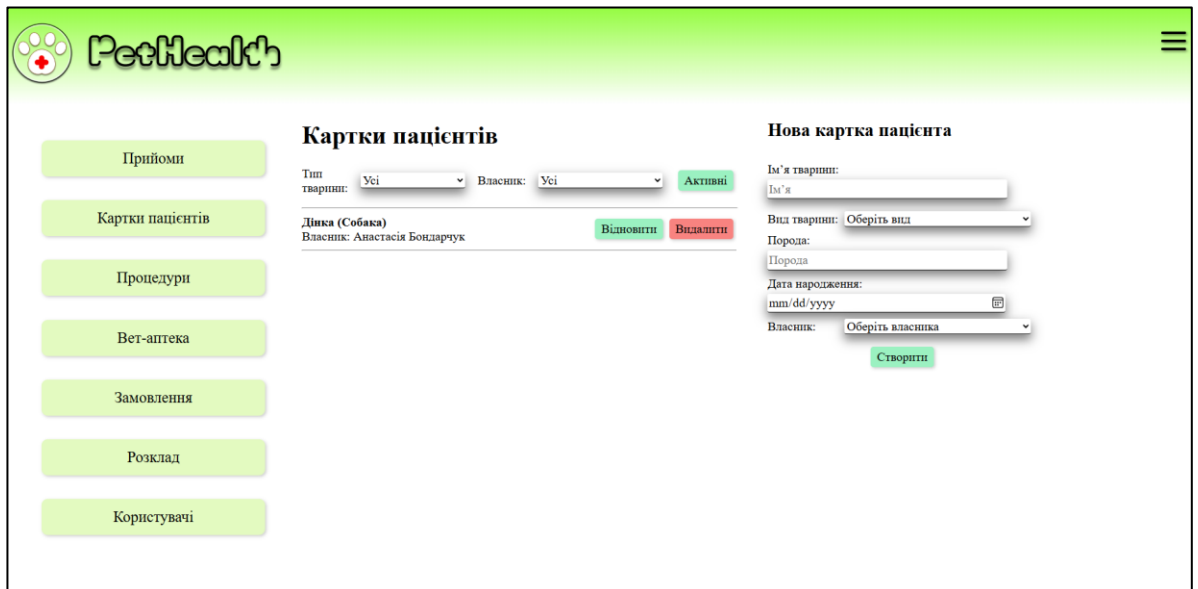 PetHealth
Прийоми
Картки пацієнтів
Процедури
Вет-аптека
Замовлення
Розклад
Користувачі
Картки пацієнтів
Тип
тварини:
Усі
Власник:
Усі
Активні
Дінка (Собака)
Власник: Анастасія Бондарчук
Відновити
Видалити
Нова картка пацієнта
Ім'я тварини:
Ім'я
Вид тварини:
Оберіть вид
Порода:
Порода
Дата народження:
mm/dd/yyyy
Власник:
Оберіть власника
Створити